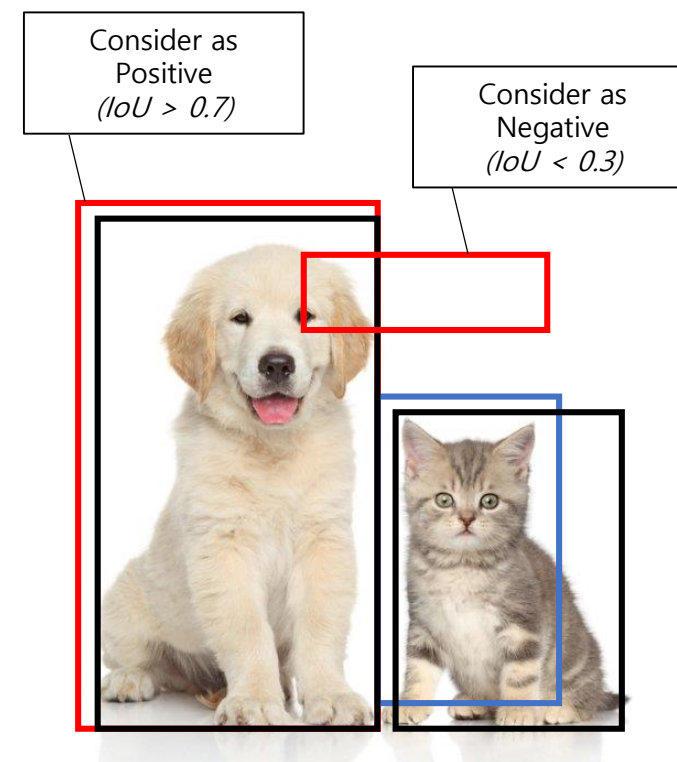 Consider as
Positive
(IoU > 0.7)
Consider as
Negative
(IoU < 0.3)